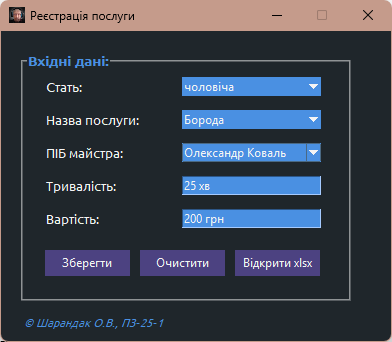 Реєстрація послуги
Вхідні дані:
Стать: чоловіча
Назва послуги: Борода
ПІБ майстра: Олександр Коваль
Тривалість: 25 хв
Вартість: 200 грн
Зберегти Очистити Відкрити xlsx
© Шарандак О.В., ПЗ-25-1